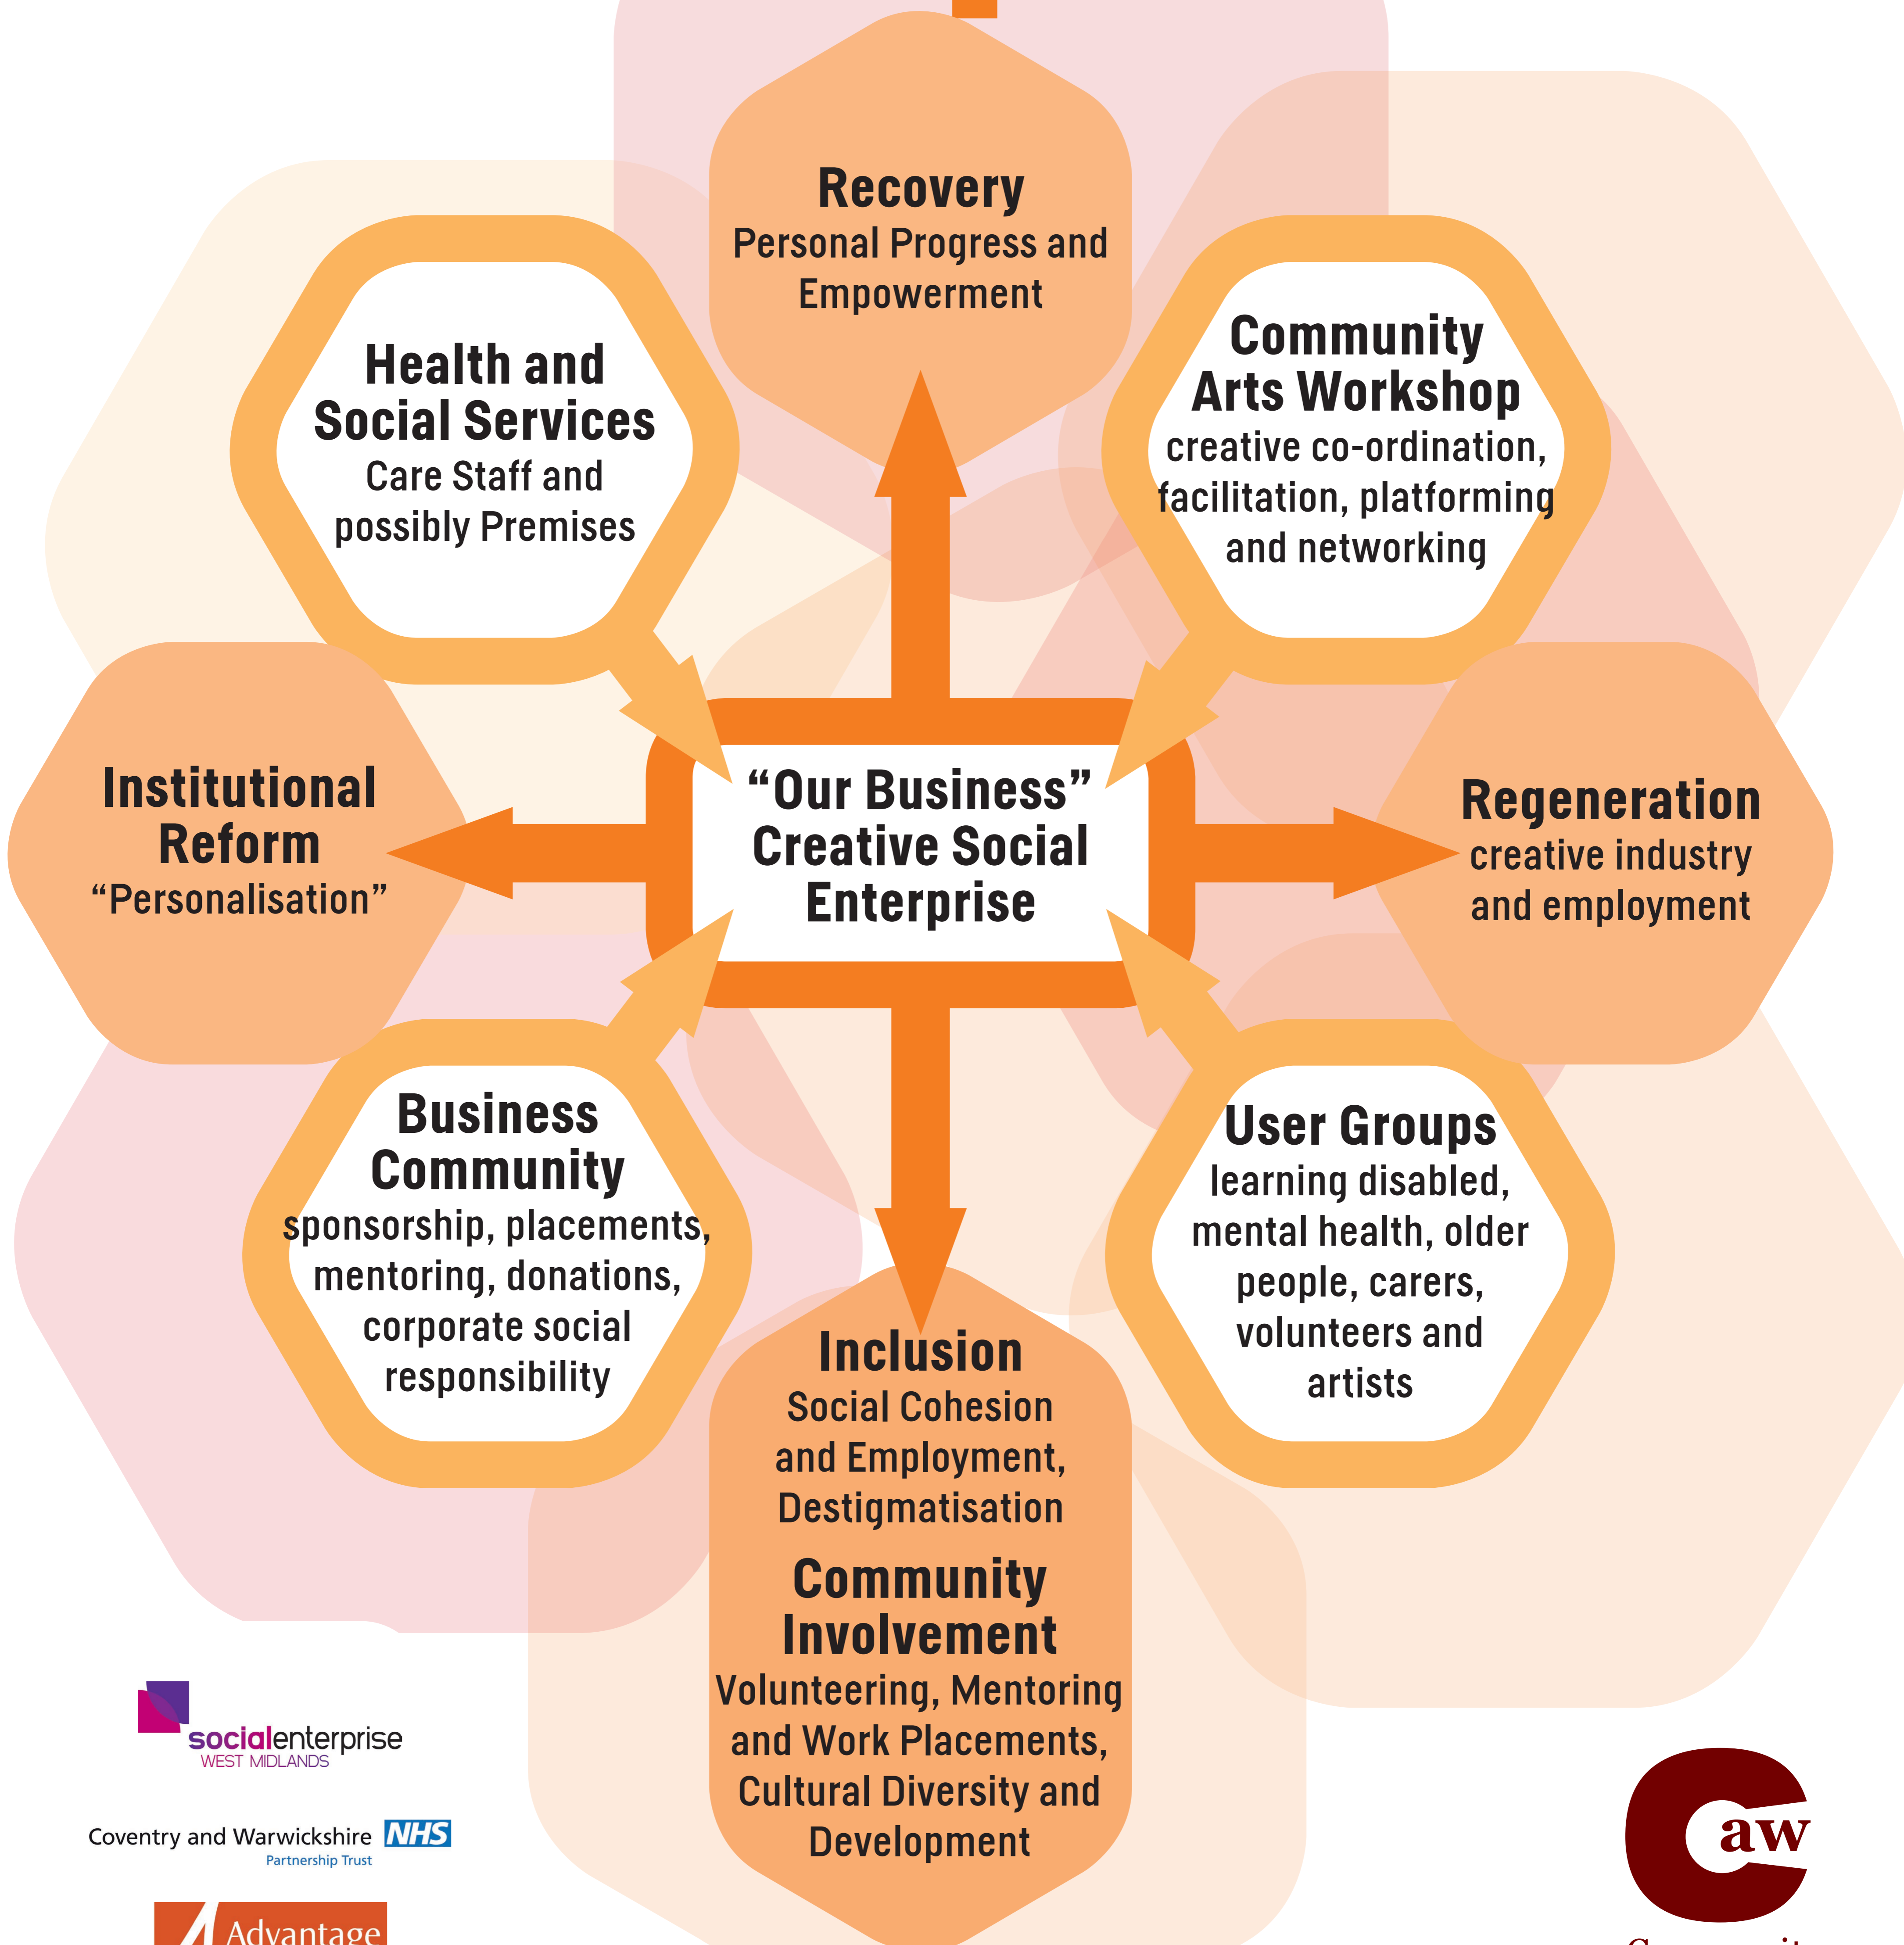 Recovery
Personal Progress and
Empowerment
Health and
Social Services
Care Staff and
possibly Premises
Community
Arts Workshop
creative co-ordination,
facilitation, platforming
and networking
Institutional
Reform
“Personalisation”
“Our Business”
Creative Social
Enterprise
Regeneration
creative industry
and employment
Business
Community
sponsorship, placements,
mentoring, donations,
corporate social
responsibility
User Groups
learning disabled,
mental health, older
people, carers,
volunteers and
artists
Inclusion
Social Cohesion
and Employment,
Destigmatisation
Community
Involvement
Volunteering, Mentoring
and Work Placements,
Cultural Diversity and
Development
socialenterprise
WEST MIDLANDS
Coventry and Warwickshire NHS
Partnership Trust
Advantage
Caw